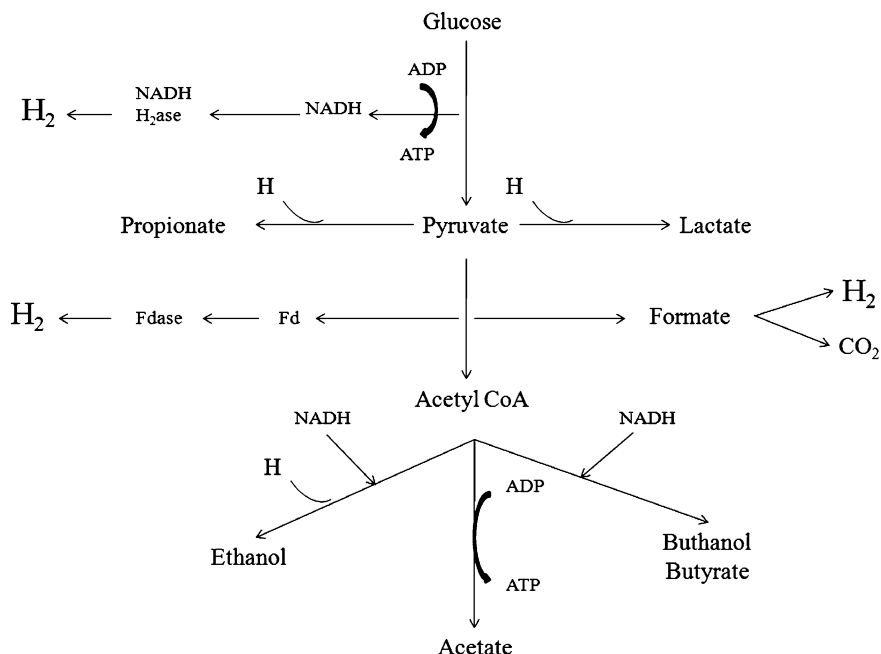 Glucose
ADP
NADH
H₂ase
NADH
H₂
ATP
H
H
Propionate
Pyruvate
Lactate
H₂
Fdase
Fd
Formate
H₂
CO₂
Acetyl CoA
NADH
NADH
H
ADP
Ethanol
Buthanol
Butyrate
ATP
Acetate